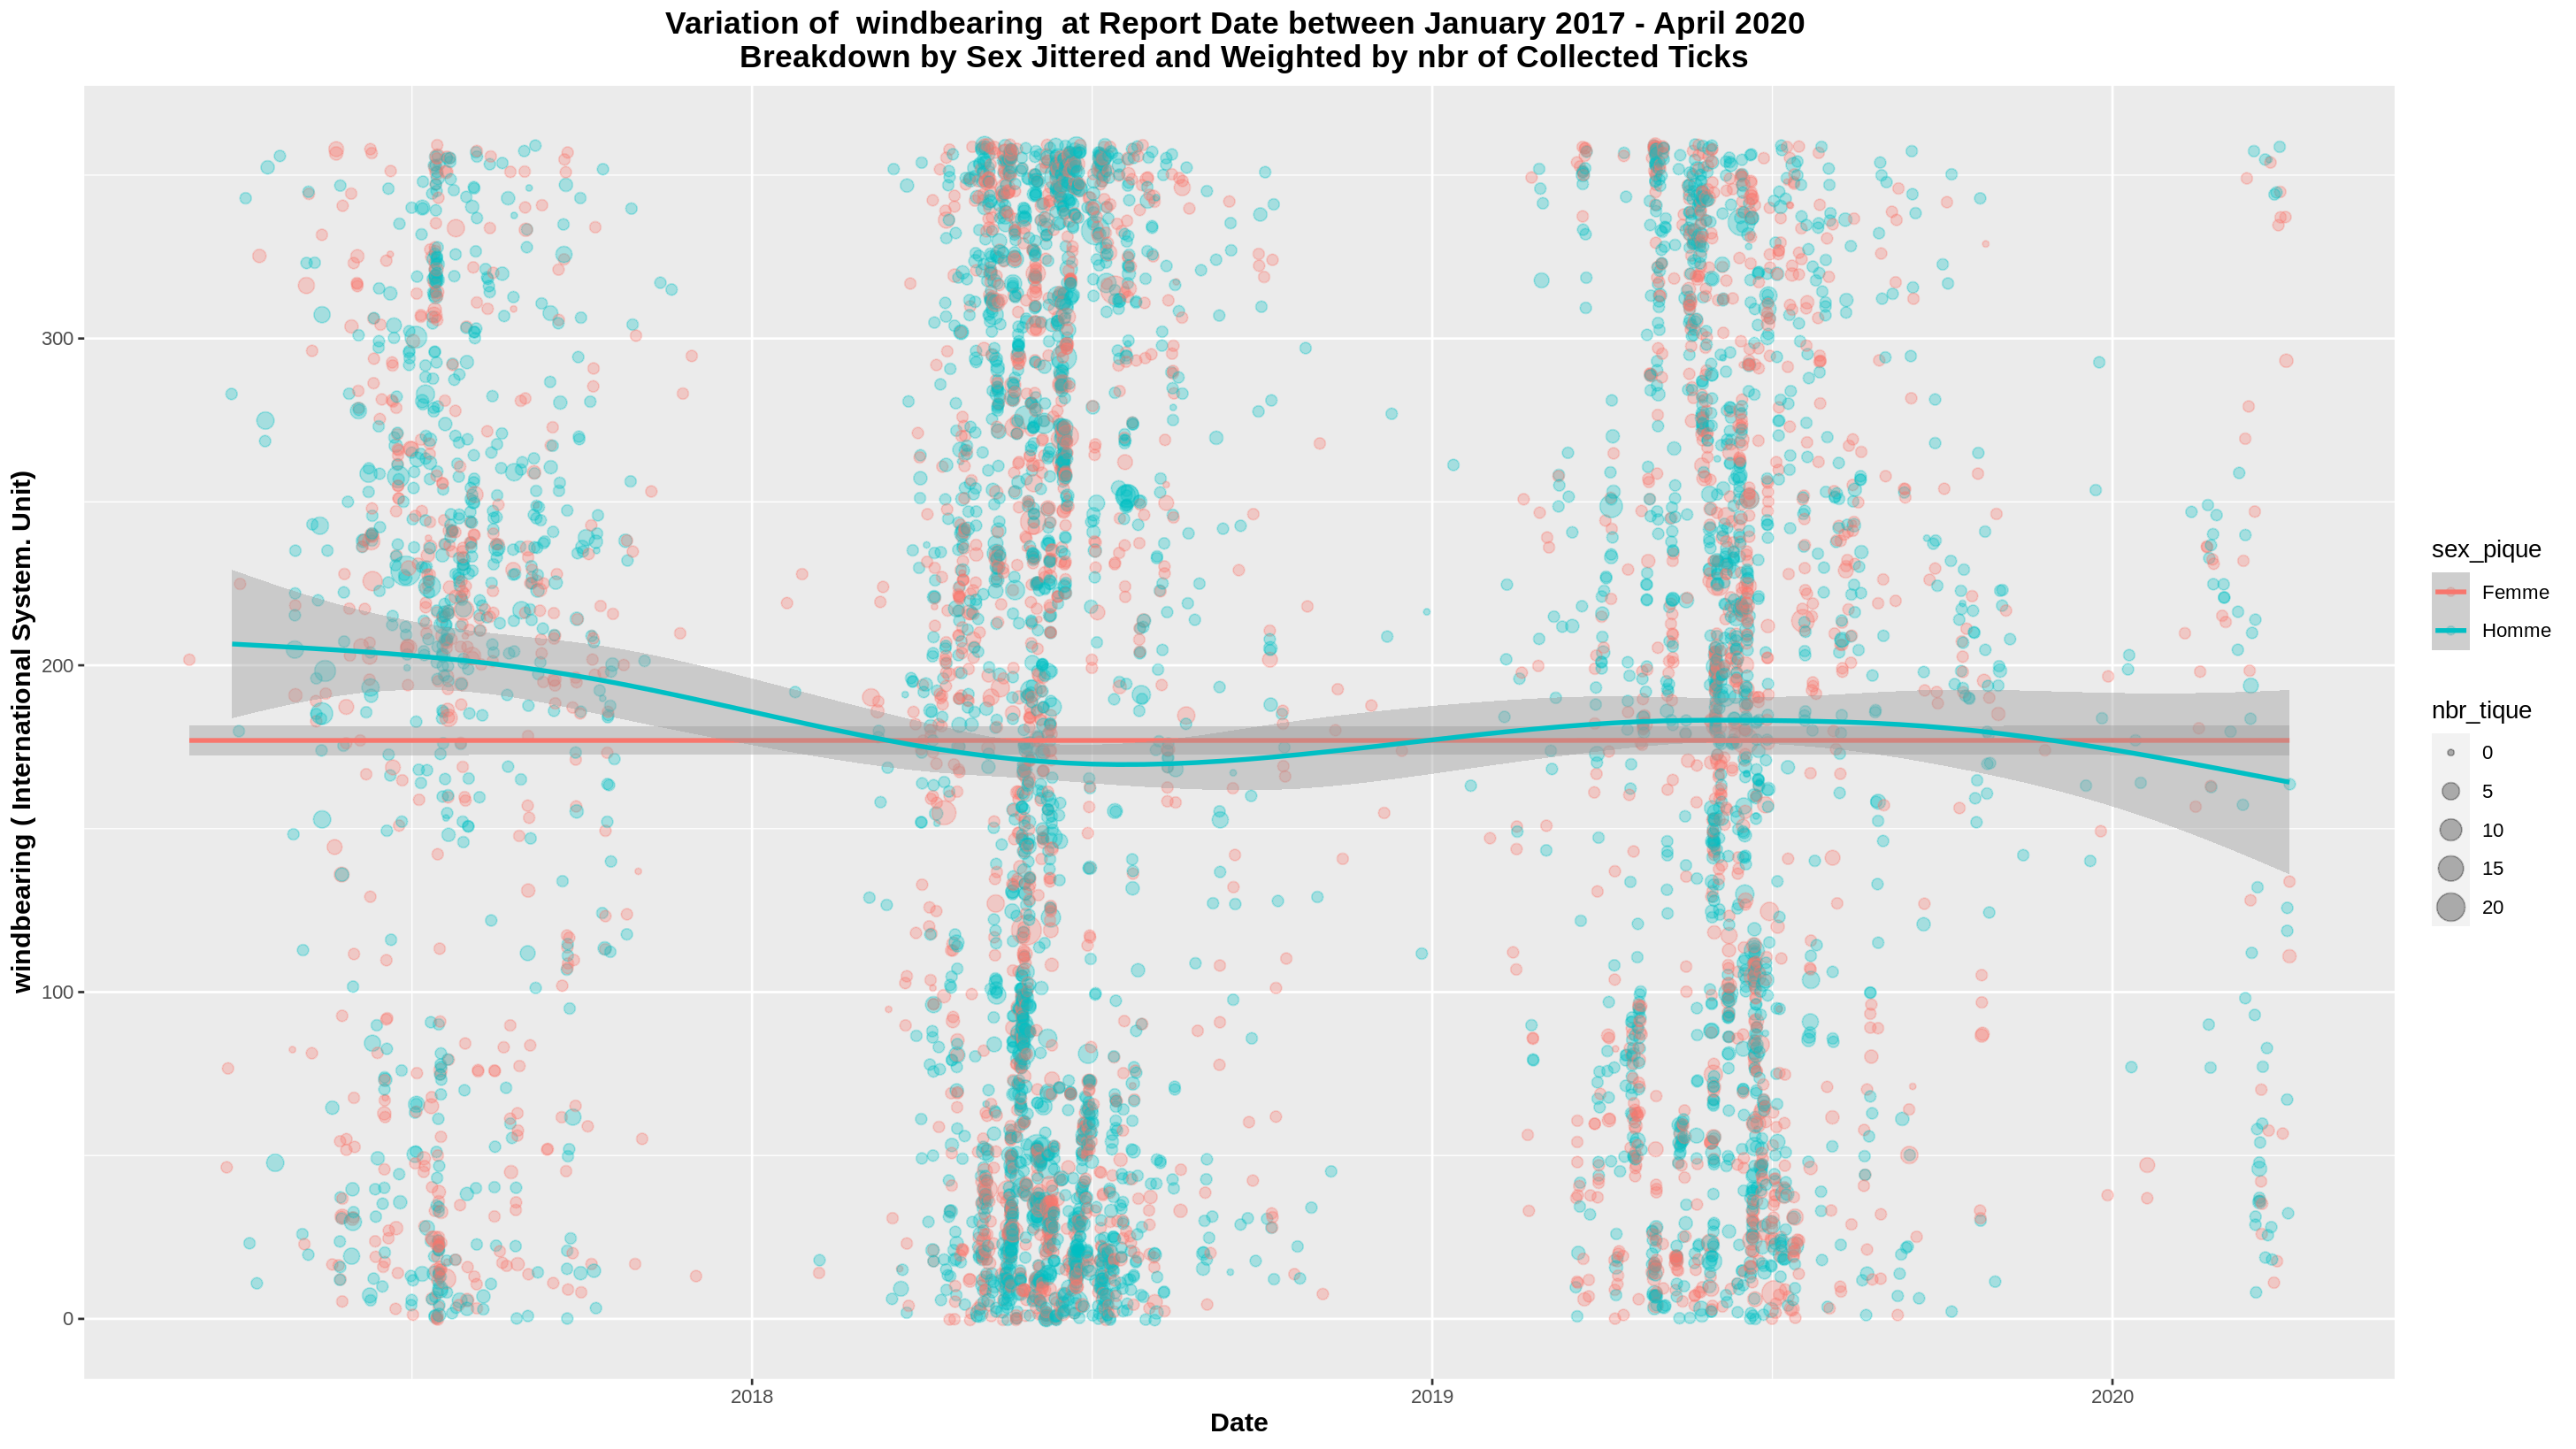 Variation of  windbearing  at Report Date between January 2017 - April 2020
Breakdown by Sex Jittered and Weighted by nbr of Collected Ticks
windbearing ( International System. Unit)
300
200
100
0
2018
2019
2020
Date
sex_pique
Femme
Homme
nbr_tique
0
5
10
15
20